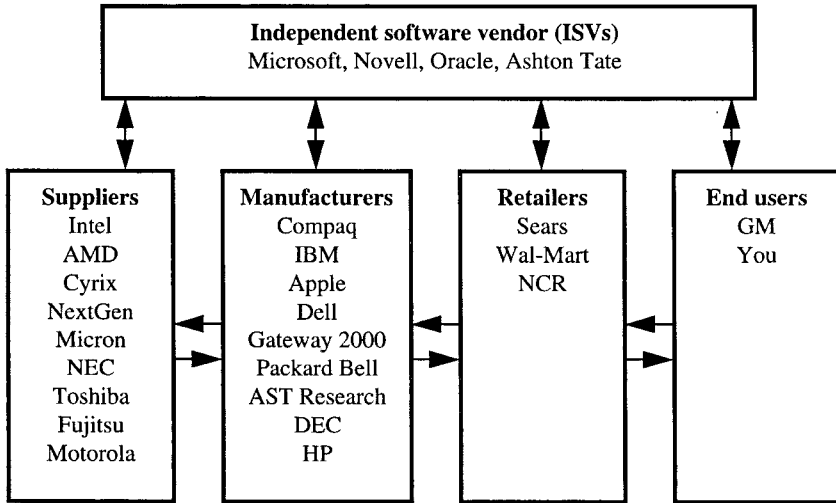 Independent software vendor (ISVs)
Microsoft, Novell, Oracle, Ashton Tate
Suppliers
Intel
AMD
Cyrix
NextGen
Micron
NEC
Toshiba
Fujitsu
Motorola
Manufacturers
Compaq
IBM
Apple
Dell
Gateway 2000
Packard Bell
AST Research
DEC
HP
Retailers
Sears
Wal-Mart
NCR
End users
GM
You